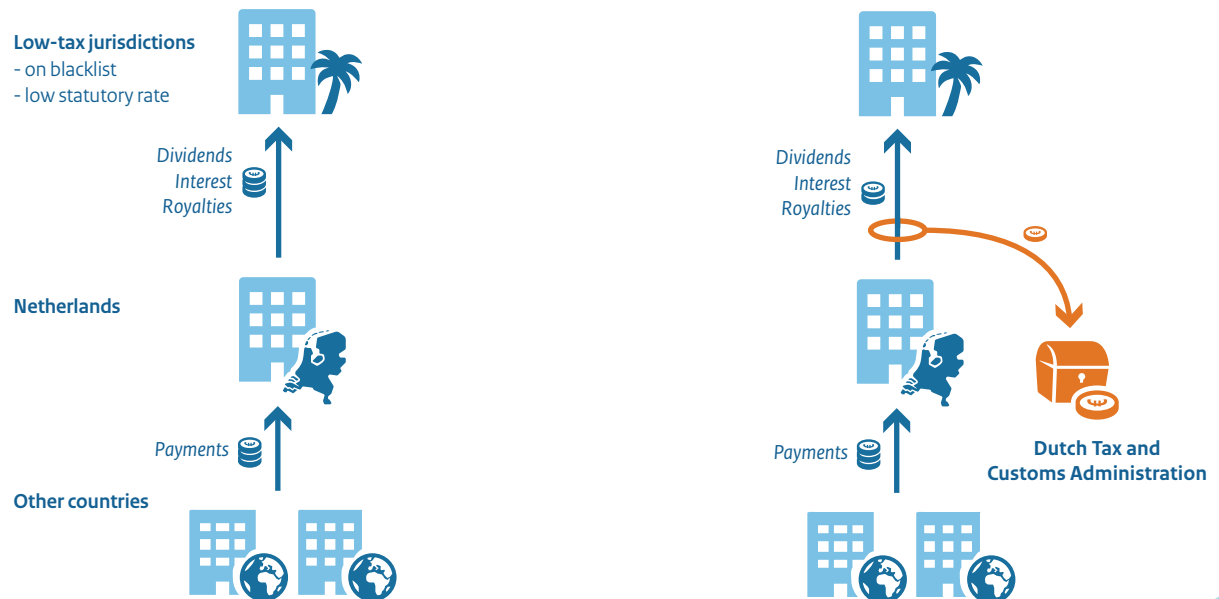 Low-tax jurisdictions
- on blacklist
- low statutory rate
Dividends
Interest
Royalties
Netherlands
Payments
Other countries
Dividends
Interest
Royalties
Payments
Dutch Tax and
Customs Administration